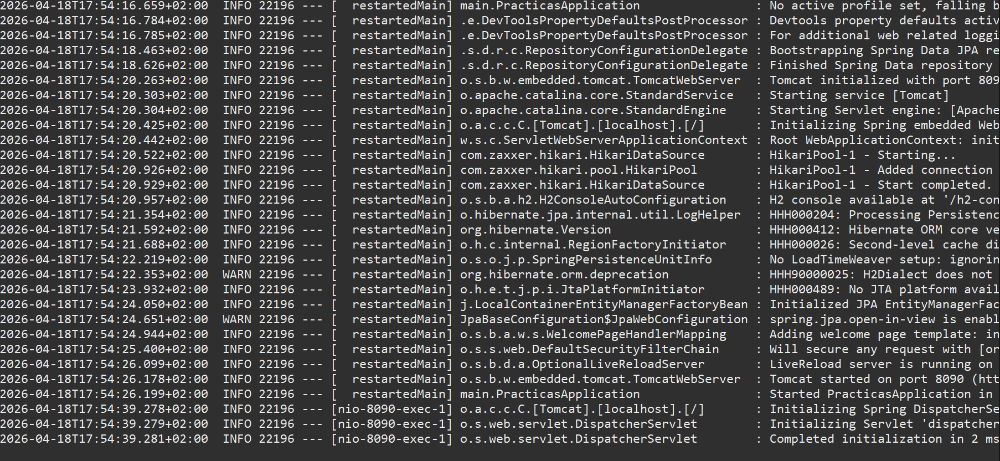 2026-04-18T17:54:16.659+02:00  INFO 22196 --- [  restartedMain] main.PracticasApplication                : No active profile set, falling b
2026-04-18T17:54:16.784+02:00  INFO 22196 --- [  restartedMain] .e.DevToolsPropertyDefaultsPostProcessor : Devtools property defaults activ
2026-04-18T17:54:16.785+02:00  INFO 22196 --- [  restartedMain] .e.DevToolsPropertyDefaultsPostProcessor : For additional web related loggi
2026-04-18T17:54:18.463+02:00  INFO 22196 --- [  restartedMain] .s.d.r.c.RepositoryConfigurationDelegate : Bootstrapping Spring Data JPA re
2026-04-18T17:54:18.626+02:00  INFO 22196 --- [  restartedMain] .s.d.r.c.RepositoryConfigurationDelegate : Finished Spring Data repository
2026-04-18T17:54:20.263+02:00  INFO 22196 --- [  restartedMain] o.s.b.w.embedded.tomcat.TomcatWebServer  : Tomcat initialized with port 809
2026-04-18T17:54:20.303+02:00  INFO 22196 --- [  restartedMain] o.apache.catalina.core.StandardService   : Starting service [Tomcat]
2026-04-18T17:54:20.304+02:00  INFO 22196 --- [  restartedMain] o.apache.catalina.core.StandardEngine    : Starting Servlet engine: [Apache
2026-04-18T17:54:20.425+02:00  INFO 22196 --- [  restartedMain] o.a.c.c.C.[Tomcat].[localhost].[/]       : Initializing Spring embedded Web
2026-04-18T17:54:20.442+02:00  INFO 22196 --- [  restartedMain] w.s.c.ServletWebServerApplicationContext : Root WebApplicationContext: init
2026-04-18T17:54:20.522+02:00  INFO 22196 --- [  restartedMain] com.zaxxer.hikari.HikariDataSource       : HikariPool-1 - Starting...
2026-04-18T17:54:20.926+02:00  INFO 22196 --- [  restartedMain] com.zaxxer.hikari.pool.HikariPool        : HikariPool-1 - Added connection
2026-04-18T17:54:20.929+02:00  INFO 22196 --- [  restartedMain] com.zaxxer.hikari.HikariDataSource       : HikariPool-1 - Start completed.
2026-04-18T17:54:20.957+02:00  INFO 22196 --- [  restartedMain] o.s.b.a.h2.H2ConsoleAutoConfiguration    : H2 console available at '/h2-con
2026-04-18T17:54:21.354+02:00  INFO 22196 --- [  restartedMain] o.hibernate.jpa.internal.util.LogHelper  : HHH000204: Processing Persistenc
2026-04-18T17:54:21.592+02:00  INFO 22196 --- [  restartedMain] org.hibernate.Version                    : HHH000412: Hibernate ORM core ve
2026-04-18T17:54:21.688+02:00  INFO 22196 --- [  restartedMain] o.h.c.internal.RegionFactoryInitiator    : HHH000026: Second-level cache di
2026-04-18T17:54:22.219+02:00  INFO 22196 --- [  restartedMain] o.s.o.j.p.SpringPersistenceUnitInfo      : No LoadTimeWeaver setup: ignorin
2026-04-18T17:54:22.353+02:00  WARN 22196 --- [  restartedMain] org.hibernate.orm.deprecation            : HHH90000025: H2Dialect does not
2026-04-18T17:54:23.932+02:00  INFO 22196 --- [  restartedMain] o.h.e.t.j.p.i.JtaPlatformInitiator       : HHH000489: No JTA platform avail
2026-04-18T17:54:24.050+02:00  INFO 22196 --- [  restartedMain] j.LocalContainerEntityManagerFactoryBean : Initialized JPA EntityManagerFac
2026-04-18T17:54:24.651+02:00  WARN 22196 --- [  restartedMain] JpaBaseConfiguration$JpaWebConfiguration : spring.jpa.open-in-view is enabl
2026-04-18T17:54:24.944+02:00  INFO 22196 --- [  restartedMain] o.s.b.a.w.s.WelcomePageHandlerMapping    : Adding welcome page template: in
2026-04-18T17:54:25.400+02:00  INFO 22196 --- [  restartedMain] o.s.s.web.DefaultSecurityFilterChain     : Will secure any request with [or
2026-04-18T17:54:26.099+02:00  INFO 22196 --- [  restartedMain] o.s.b.d.a.OptionalLiveReloadServer       : LiveReload server is running on
2026-04-18T17:54:26.178+02:00  INFO 22196 --- [  restartedMain] o.s.b.w.embedded.tomcat.TomcatWebServer  : Tomcat started on port 8090 (htt
2026-04-18T17:54:26.199+02:00  INFO 22196 --- [  restartedMain] main.PracticasApplication                : Started PracticasApplication in
2026-04-18T17:54:39.278+02:00  INFO 22196 --- [nio-8090-exec-1] o.a.c.c.C.[Tomcat].[localhost].[/]       : Initializing Spring DispatcherSe
2026-04-18T17:54:39.279+02:00  INFO 22196 --- [nio-8090-exec-1] o.s.web.servlet.DispatcherServlet        : Initializing Servlet 'dispatcher
2026-04-18T17:54:39.281+02:00  INFO 22196 --- [nio-8090-exec-1] o.s.web.servlet.DispatcherServlet        : Completed initialization in 2 ms